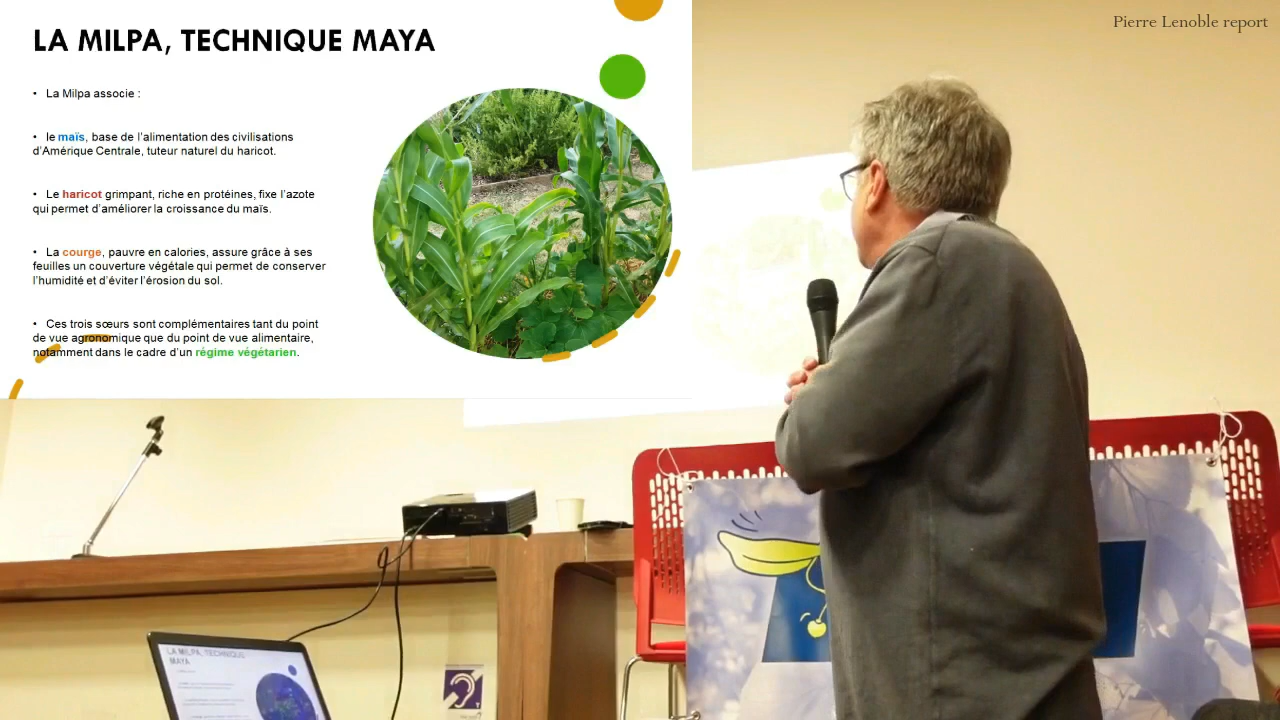 LA MILPA, TECHNIQUE MAYA
Pierre Lenoble report
• La Milpa associe :
• le maïs, base de l'alimentation des civilisations
d'Amérique Centrale, tuteur naturel du haricot.
• Le haricot grimpant, riche en protéines, fixe l'azote
qui permet d'améliorer la croissance du maïs.
• La courge, pauvre en calories, assure grâce à ses
feuilles un couverture végétale qui permet de conserver
l'humidité et d'éviter l'érosion du sol.
• Ces trois sœurs sont complémentaires tant du point
de vue agronomique que du point de vue alimentaire,
notamment dans le cadre d'un régime végétarien.
LA MILPA, TECHNIQUE
MAYA